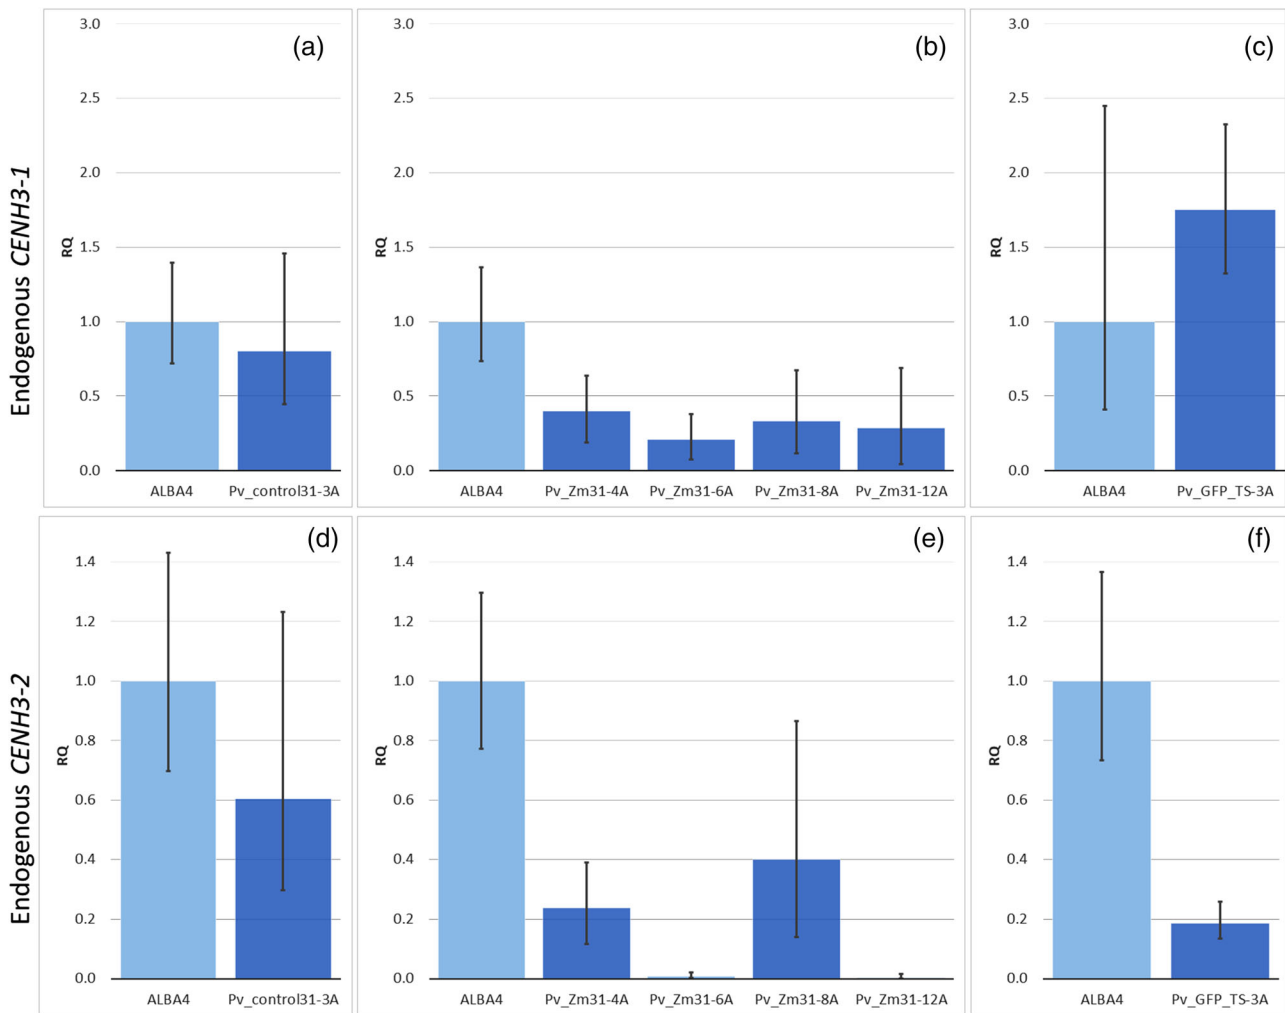 Endogenous CENH3-1
(a)
3.0
2.5
2.0
1.5
1.0
0.5
0.0
RQ
ALBA4 Pv_control31-3A
(b)
3.0
2.5
2.0
1.5
1.0
0.5
0.0
RQ
ALBA4 Pv_Zm31-4A Pv_Zm31-6A Pv_Zm31-8A Pv_Zm31-12A
(c)
3.0
2.5
2.0
1.5
1.0
0.5
0.0
RQ
ALBA4 Pv_GFP_TS-3A
Endogenous CENH3-2
(d)
1.4
1.2
1.0
0.8
0.6
0.4
0.2
0.0
RQ
ALBA4 Pv_control31-3A
(e)
1.4
1.2
1.0
0.8
0.6
0.4
0.2
0.0
RQ
ALBA4 Pv_Zm31-4A Pv_Zm31-6A Pv_Zm31-8A Pv_Zm31-12A
(f)
1.4
1.2
1.0
0.8
0.6
0.4
0.2
0.0
RQ
ALBA4 Pv_GFP_TS-3A